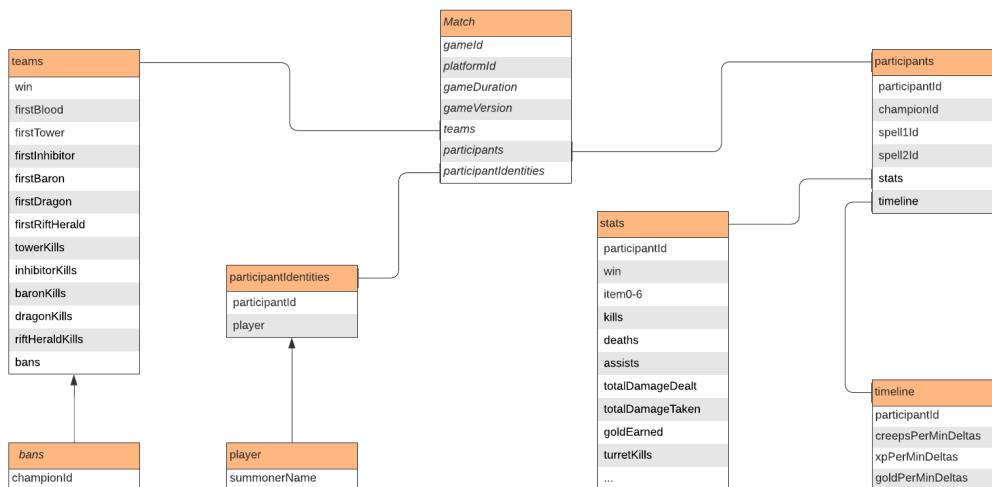 Match
gameId
platformId
gameDuration
gameVersion
teams
participants
participantIdentities
teams
win
firstBlood
firstTower
firstInhibitor
firstBaron
firstDragon
firstRiftHerald
towerKills
inhibitorKills
baronKills
dragonKills
riftHeraldKills
bans
participants
participantId
championId
spell1Id
spell2Id
stats
timeline
stats
participantId
win
item0-6
kills
deaths
assists
totalDamageDealt
totalDamageTaken
goldEarned
turretKills
...
participantIdentities
participantId
player
timeline
participantId
creepsPerMinDeltas
xpPerMinDeltas
goldPerMinDeltas
bans
championId
player
summonerName